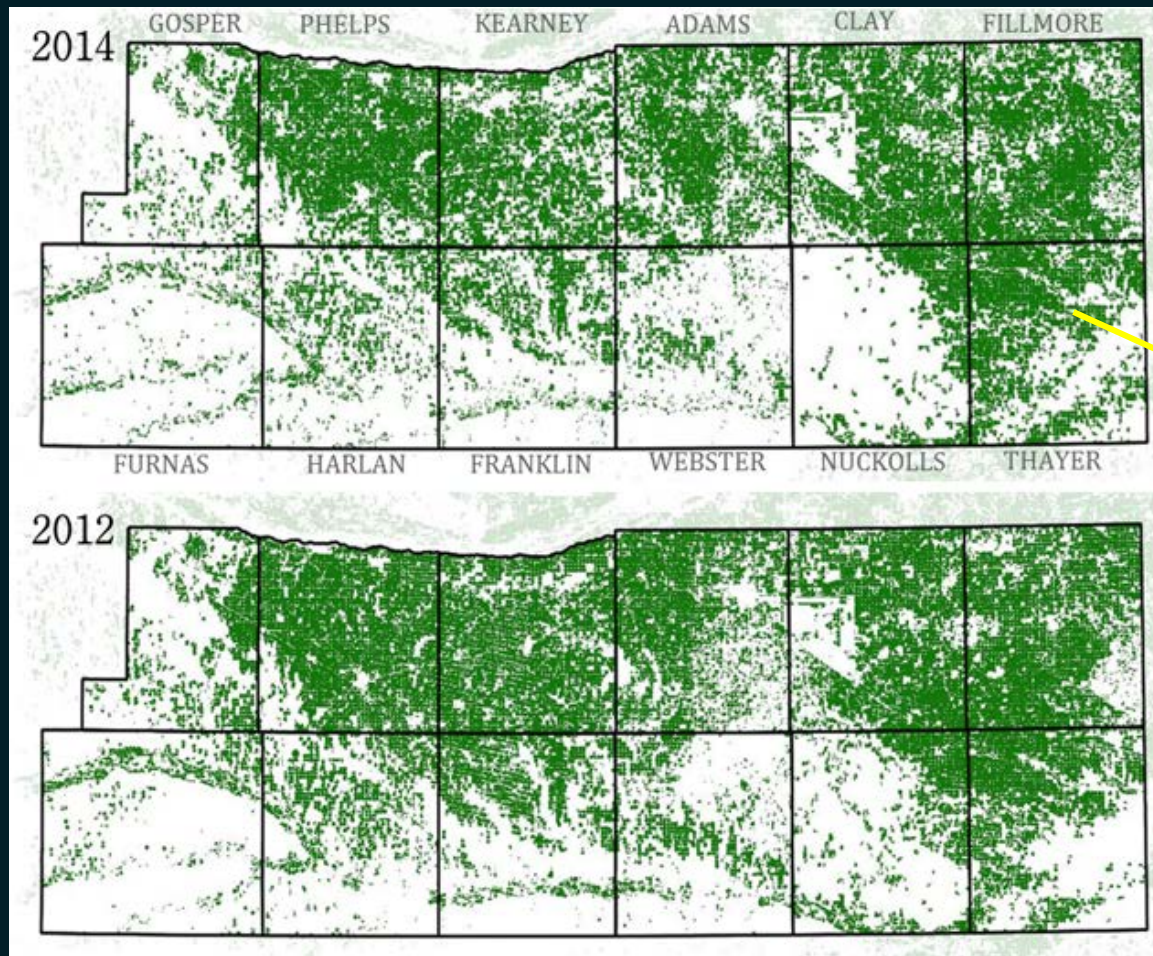 GOSPER PHELPS KEARNEY ADAMS CLAY FILLMORE
2014
FURNAS HARLAN FRANKLIN WEBSTER NUCKOLLS THAYER
2012